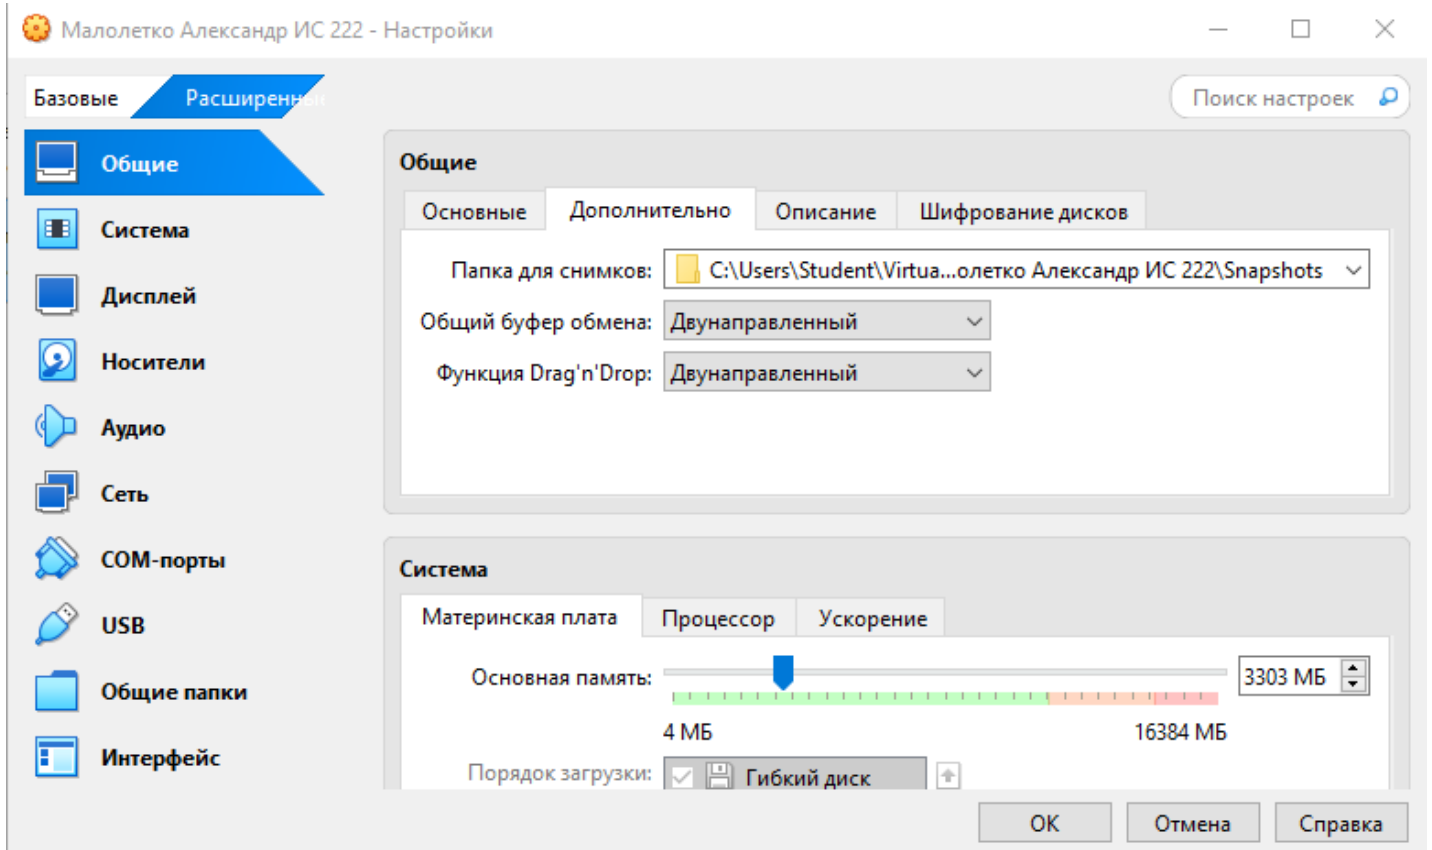 Малолетко Александр ИС 222 - Настройки
Базовые Расширенные
Поиск настроек
Общие
Система
Дисплей
Носители
Аудио
Сеть
COM-порты
USB
Общие папки
Интерфейс
Общие
Основные Дополнительно Описание Шифрование дисков
Папка для снимков: C:\Users\Student\Virtua...олетко Александр ИС 222\Snapshots
Общий буфер обмена: Двунаправленный
Функция Drag'n'Drop: Двунаправленный
Система
Материнская плата Процессор Ускорение
Основная память: 3303 МБ
4 МБ 16384 МБ
Порядок загрузки: Гибкий диск
ОК Отмена Справка